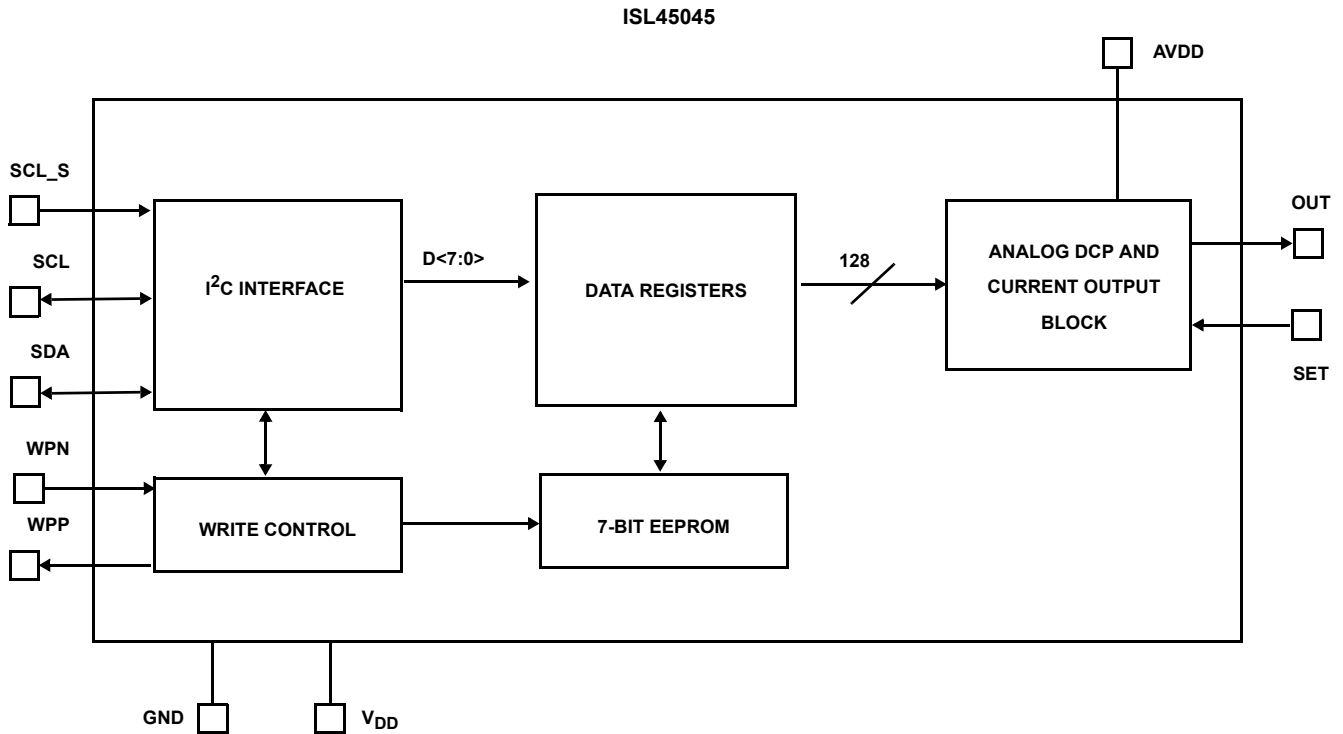 ISL45045
AVDD
SCL_S
SCL
SDA
WPN
WPP
I²C INTERFACE
D<7:0>
DATA REGISTERS
128
ANALOG DCP AND
CURRENT OUTPUT
BLOCK
OUT
SET
WRITE CONTROL
7-BIT EEPROM
GND
VDD